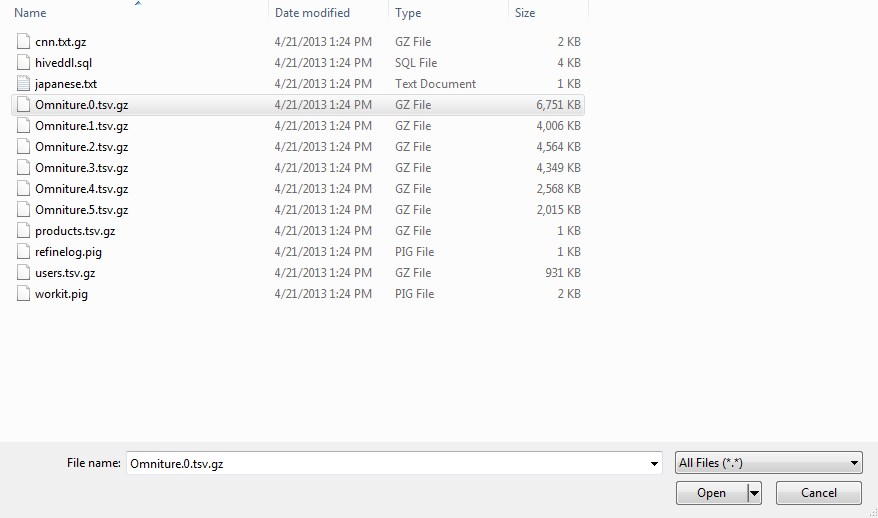 Name Date modified Type Size
cnn.txt.gz 4/21/2013 1:24 PM GZ File 2 KB
hiveddl.sql 4/21/2013 1:24 PM SQL File 4 KB
japanese.txt 4/21/2013 1:24 PM Text Document 1 KB
Omniture.0.tsv.gz 4/21/2013 1:24 PM GZ File 6,751 KB
Omniture.1.tsv.gz 4/21/2013 1:24 PM GZ File 4,006 KB
Omniture.2.tsv.gz 4/21/2013 1:24 PM GZ File 4,564 KB
Omniture.3.tsv.gz 4/21/2013 1:24 PM GZ File 4,349 KB
Omniture.4.tsv.gz 4/21/2013 1:24 PM GZ File 2,568 KB
Omniture.5.tsv.gz 4/21/2013 1:24 PM GZ File 2,015 KB
products.tsv.gz 4/21/2013 1:24 PM GZ File 1 KB
refinelog.pig 4/21/2013 1:24 PM PIG File 1 KB
users.tsv.gz 4/21/2013 1:24 PM GZ File 931 KB
workit.pig 4/21/2013 1:24 PM PIG File 2 KB
File name: Omniture.0.tsv.gz All Files (*.*)
Open Cancel